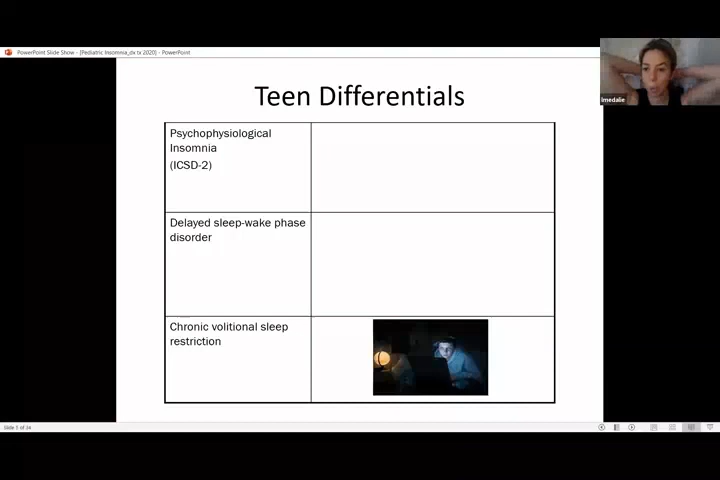 PowerPoint Slide Show - [Pediatric Insomnia_dx tx 2020] - PowerPoint
lmedalie
Teen Differentials
Psychophysiological
Insomnia
(ICSD-2)
Delayed sleep-wake phase
disorder
Chronic volitional sleep
restriction
Slide 5 of 34